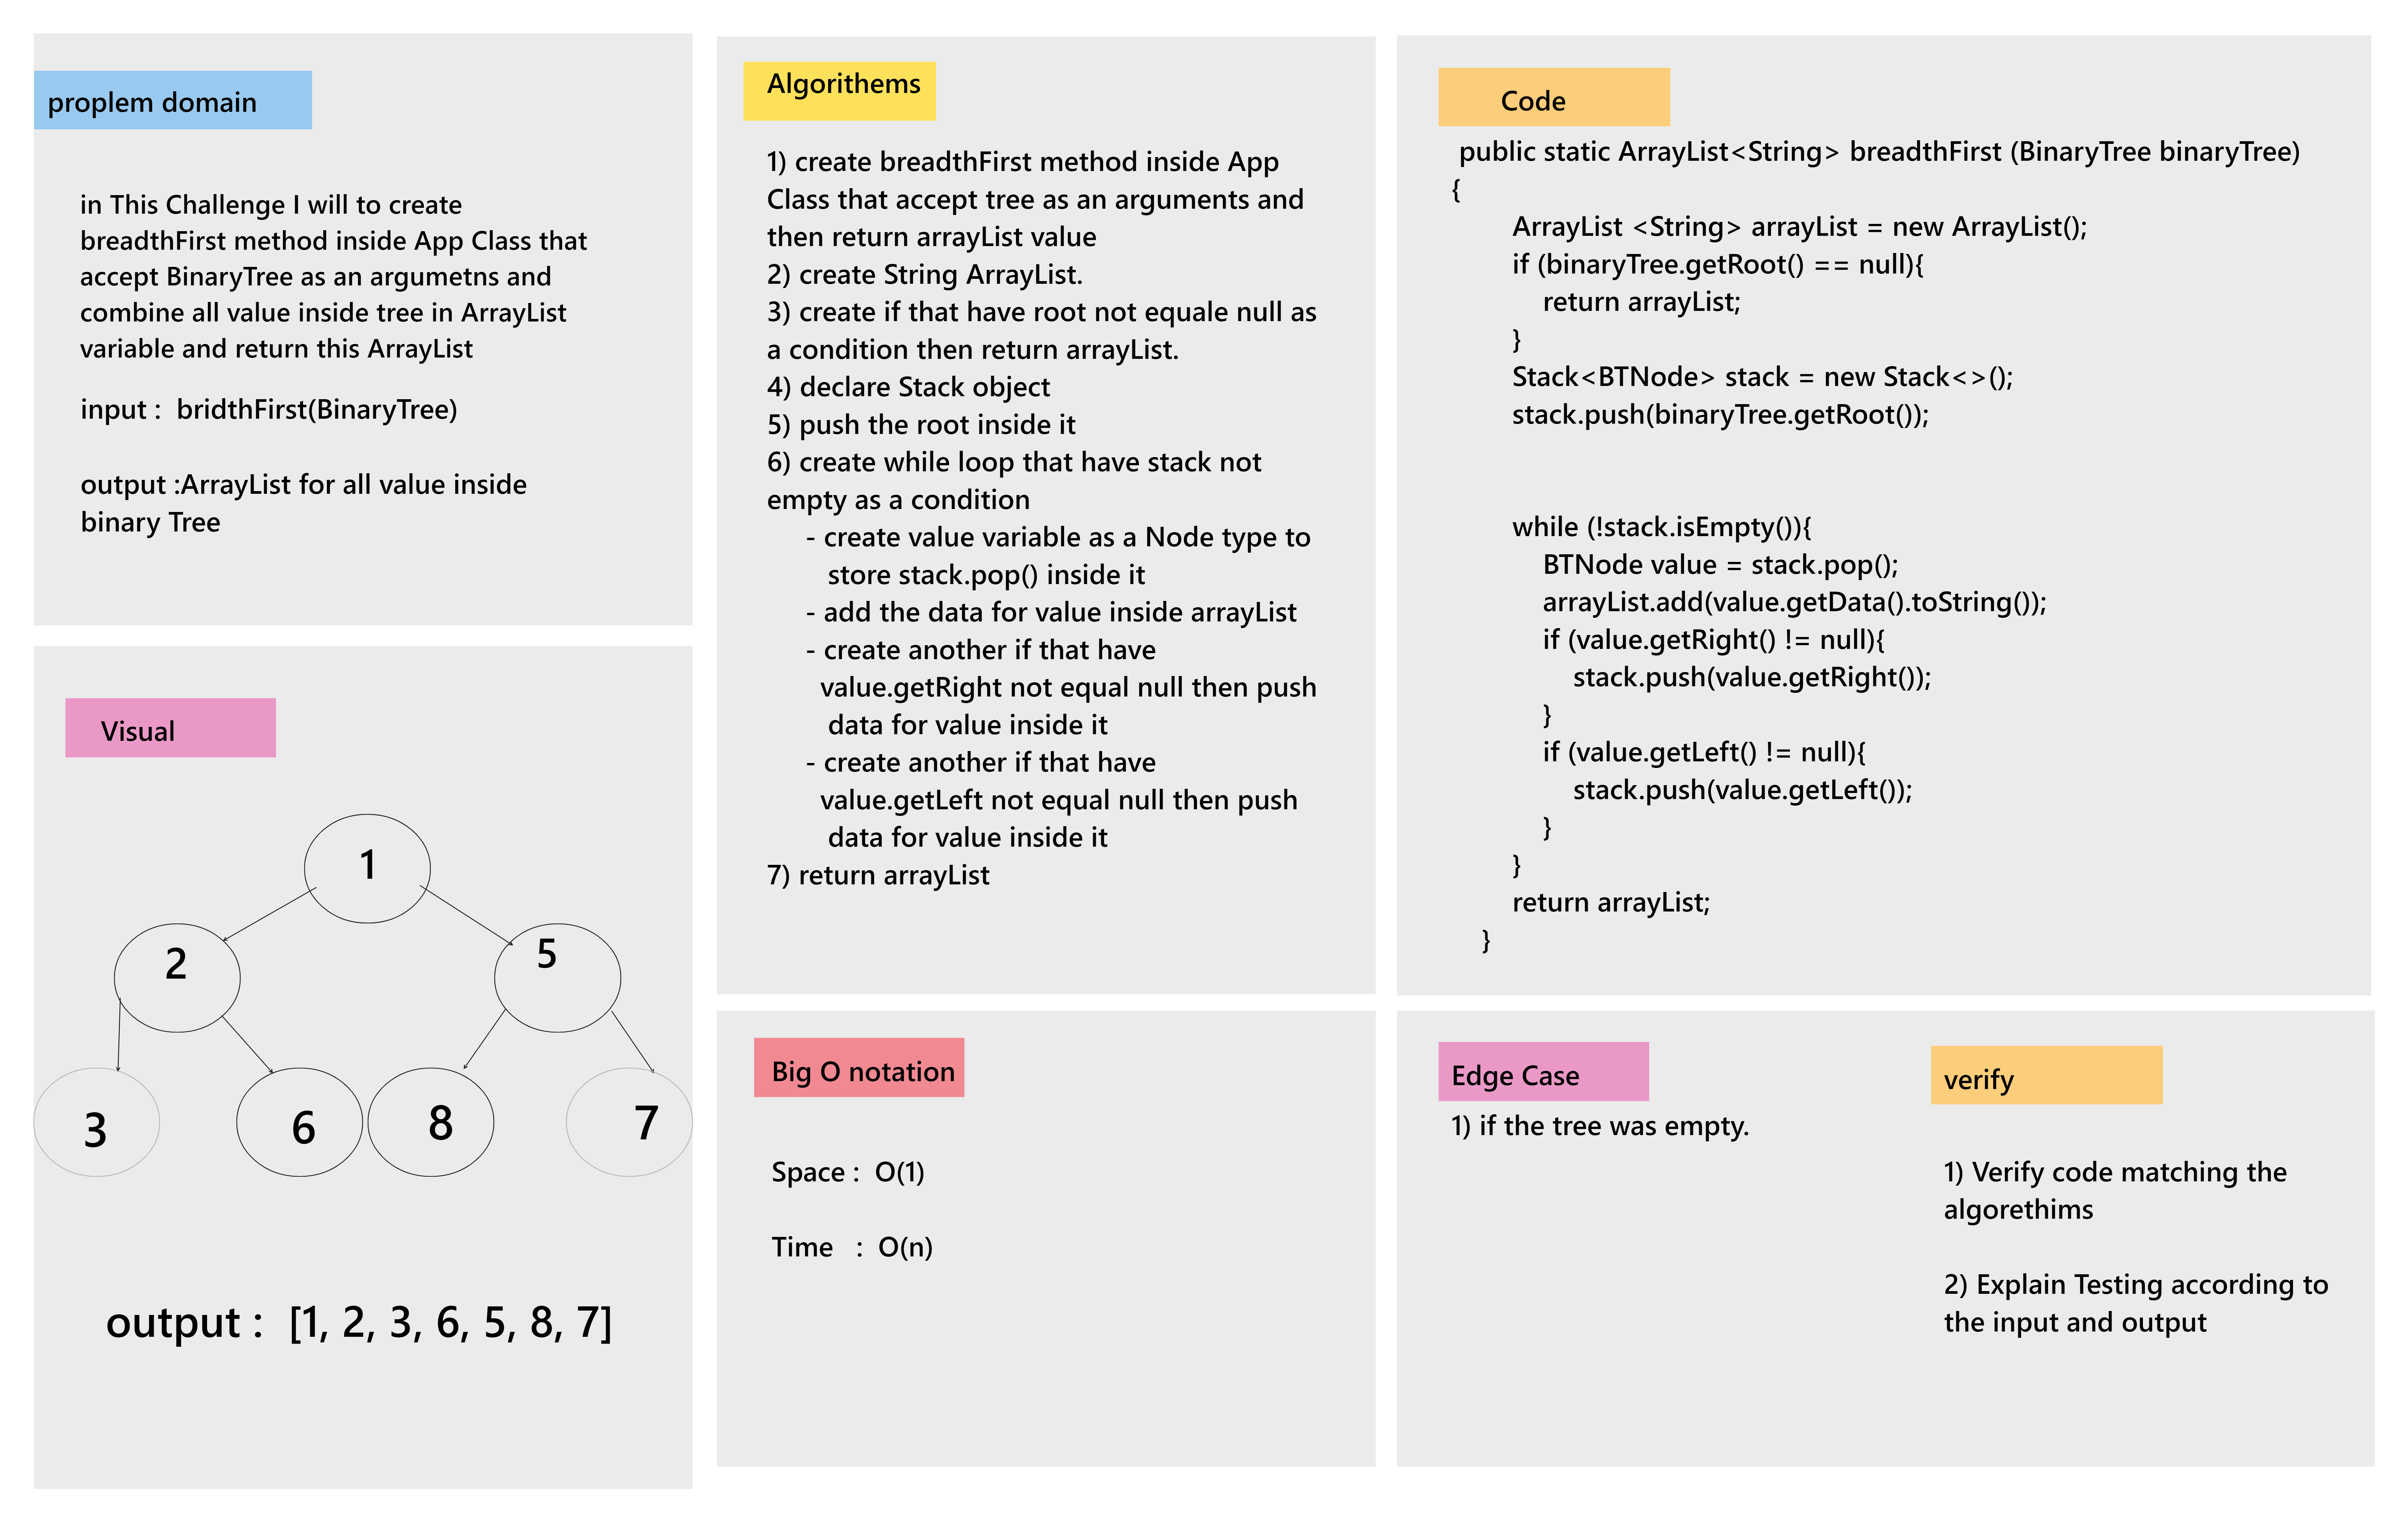 proplem domain
in This Challenge I will to create
breadthFirst method inside App Class that
accept BinaryTree as an argumetns and
combine all value inside tree in ArrayList
variable and return this ArrayList
input :  bridthFirst(BinaryTree)
output :ArrayList for all value inside
binary Tree
Visual
1
2
5
3
6
8
7
output :  [1, 2, 3, 6, 5, 8, 7]
Algorithems
1) create breadthFirst method inside App
Class that accept tree as an arguments and
then return arrayList value
2) create String ArrayList.
3) create if that have root not equale null as
a condition then return arrayList.
4) declare Stack object
5) push the root inside it
6) create while loop that have stack not
empty as a condition
- create value variable as a Node type to
store stack.pop() inside it
- add the data for value inside arrayList
- create another if that have
value.getRight not equal null then push
data for value inside it
- create another if that have
value.getLeft not equal null then push
data for value inside it
7) return arrayList
Big O notation
Space :  O(1)
Time   :  O(n)
Code
public static ArrayList<String> breadthFirst (BinaryTree binaryTree)
{
ArrayList <String> arrayList = new ArrayList();
if (binaryTree.getRoot() == null){
return arrayList;
}
Stack<BTNode> stack = new Stack<>();
stack.push(binaryTree.getRoot());
while (!stack.isEmpty()){
BTNode value = stack.pop();
arrayList.add(value.getData().toString());
if (value.getRight() != null){
stack.push(value.getRight());
}
if (value.getLeft() != null){
stack.push(value.getLeft());
}
}
return arrayList;
}
Edge Case
1) if the tree was empty.
verify
1) Verify code matching the
algorethims
2) Explain Testing according to
the input and output